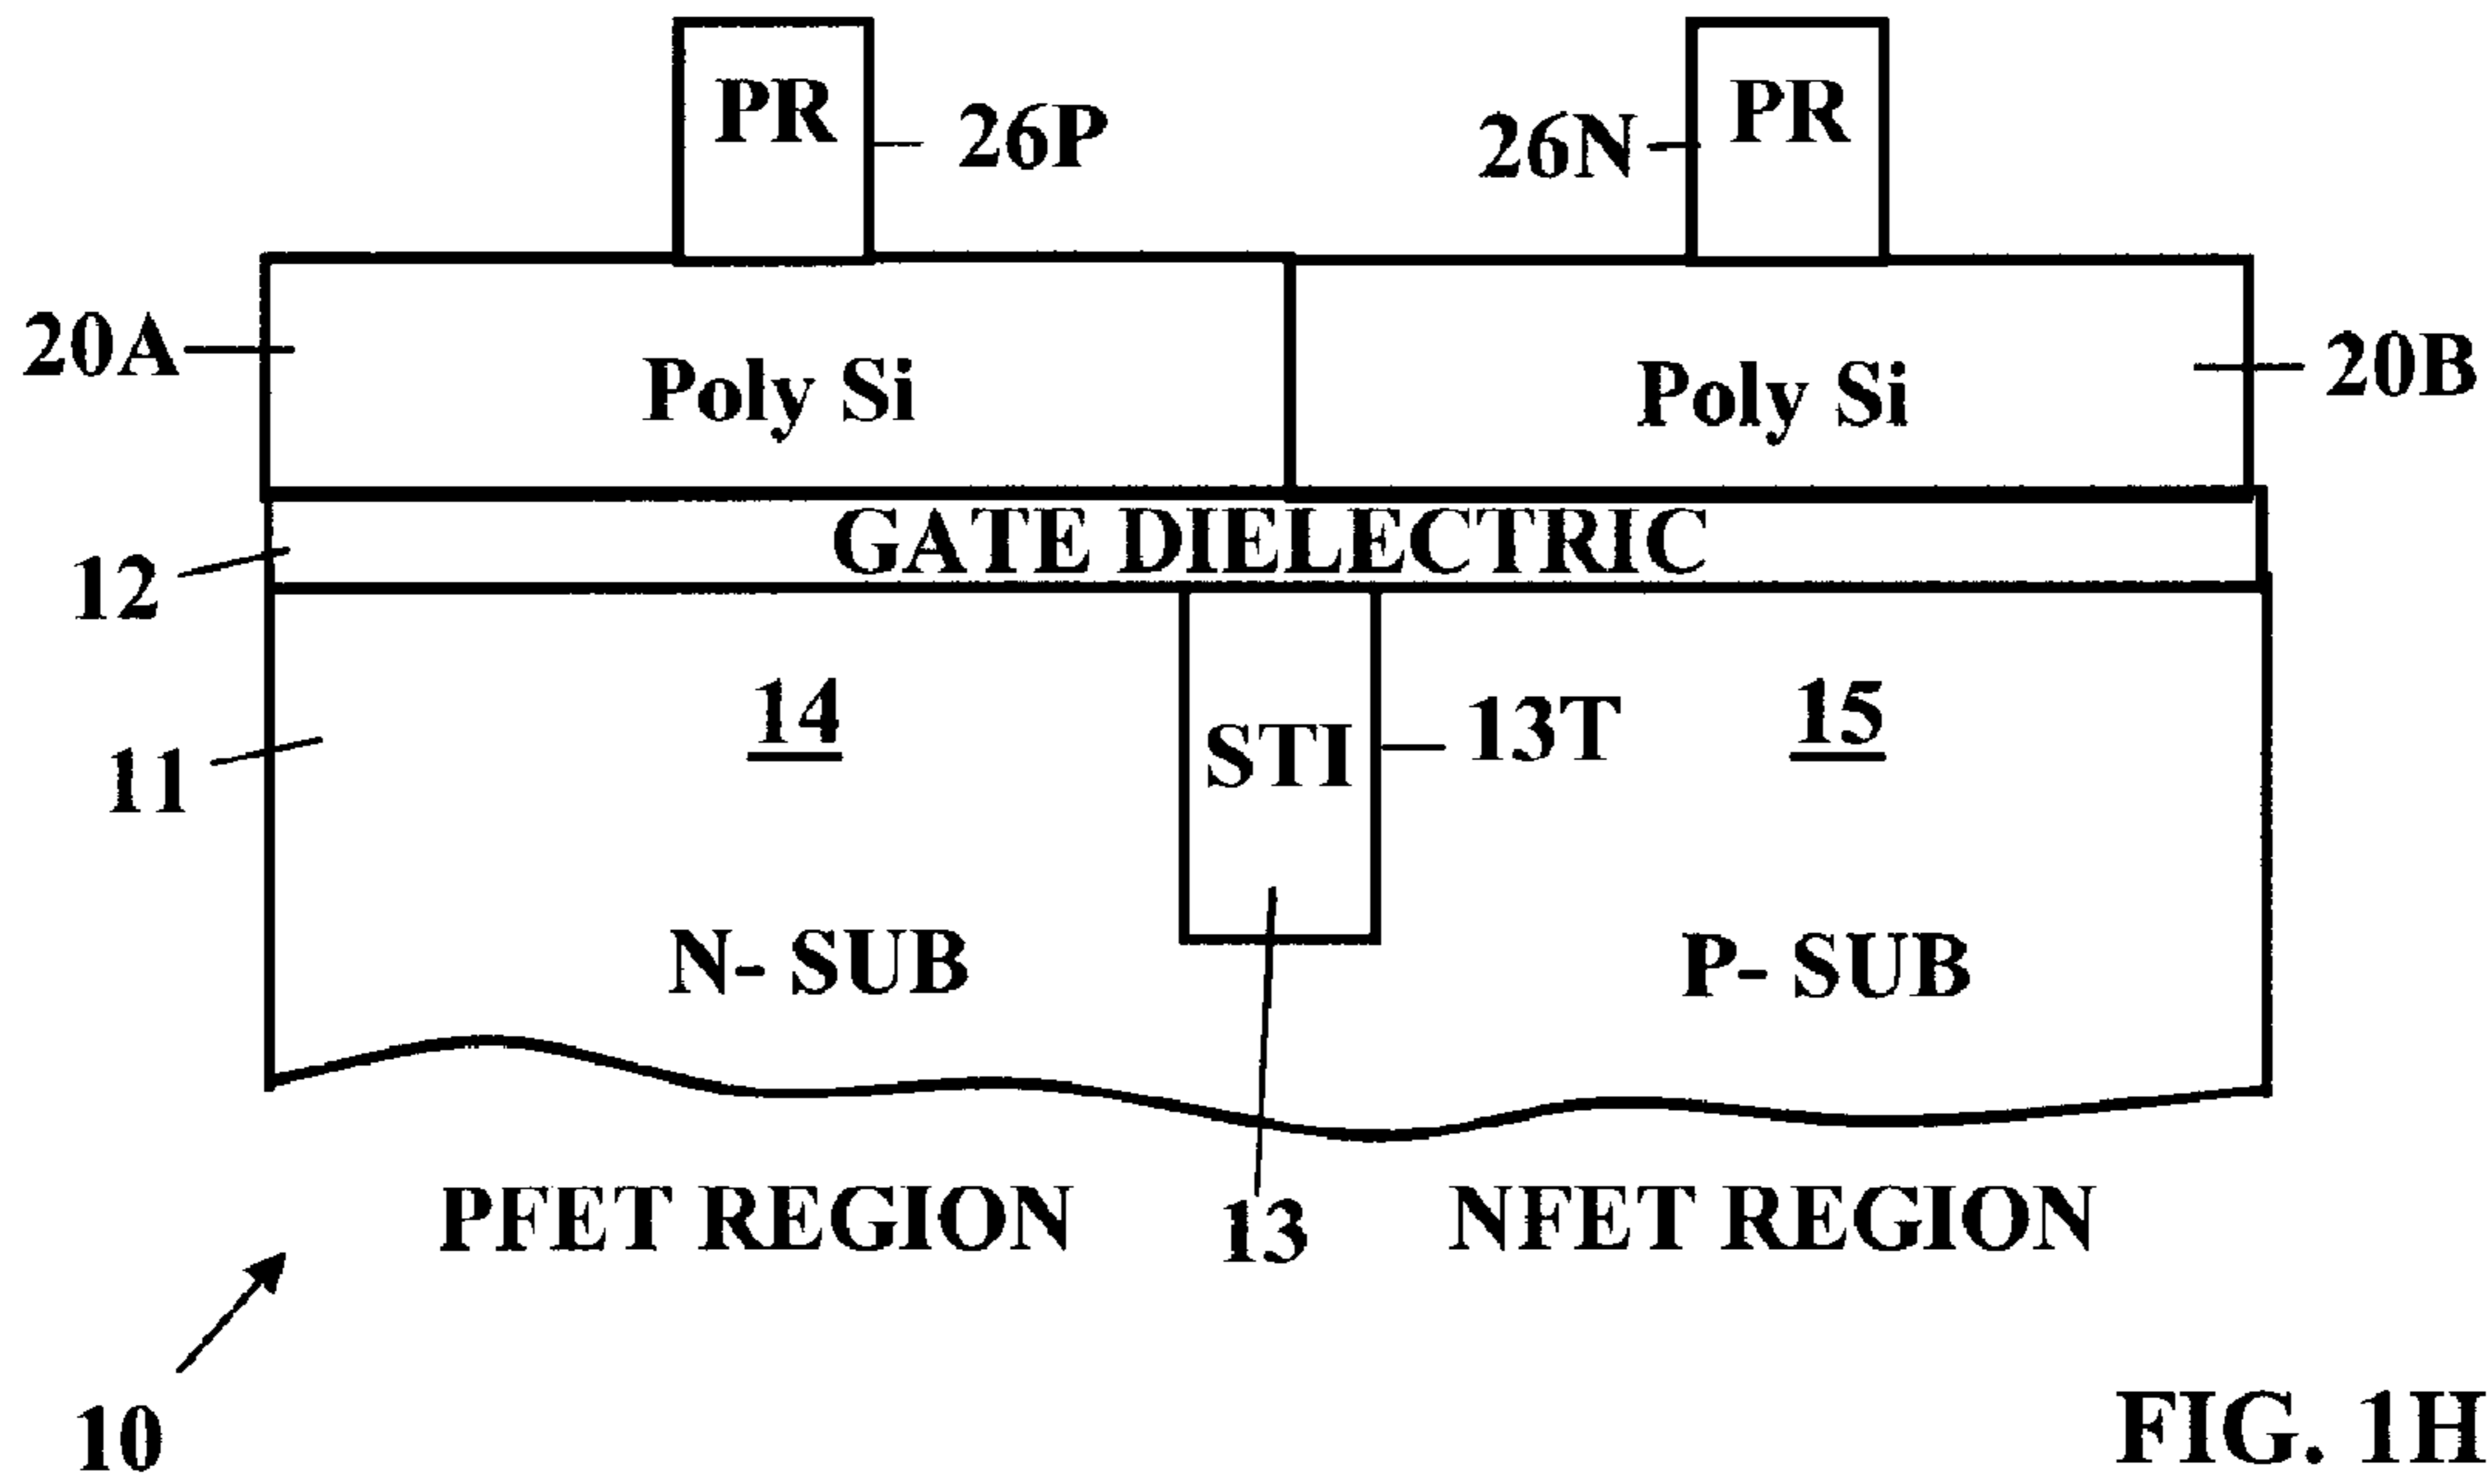 PR
PR
26P
26N
20A
Poly Si
Poly Si
20B
GATE DIELECTRIC
12
14
15
STI
13T
11
N- SUB
P- SUB
PFET REGION
13
NFET REGION
10
FIG. 1H